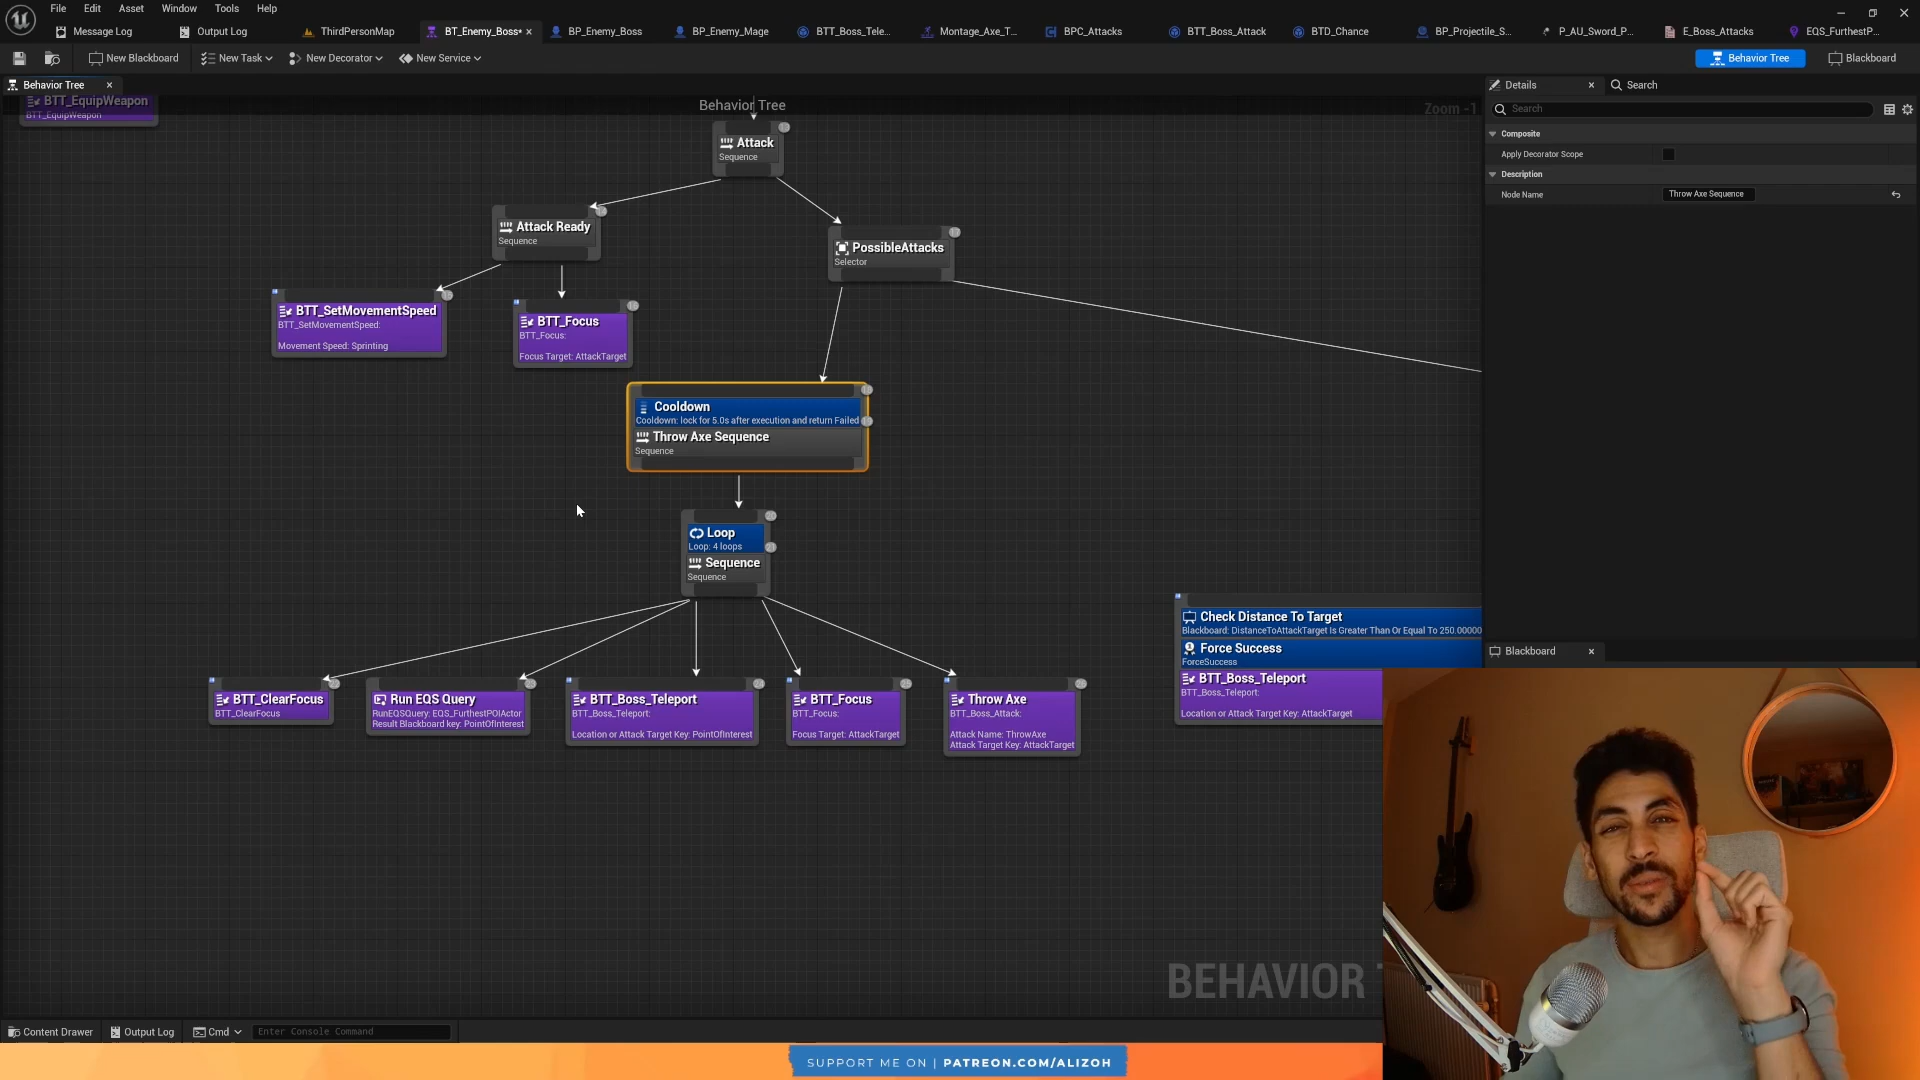 File Edit Asset Window Tools Help
Message Log Output Log ThirdPersonMap BT_Enemy_Boss* BP_Enemy_Boss BP_Enemy_Mage BTT_Boss_Tele... Montage_Axe_T... BPC_Attacks BTT_Boss_Attack BTD_Chance BP_Projectile_S... P_AU_Sword_P... E_Boss_Attacks EQS_FurthestP...
New Blackboard New Task New Decorator New Service Behavior Tree Blackboard
Behavior Tree Details Search
BTT_EquipWeapon
BTT_EquipWeapon
Behavior Tree
Zoom -1
Search
Composite
Apply Decorator Scope
Description
Node Name Throw Axe Sequence
Attack
Sequence
Attack Ready
Sequence
PossibleAttacks
Selector
BTT_SetMovementSpeed
BTT_SetMovementSpeed:
Movement Speed: Sprinting
BTT_Focus
BTT_Focus:
Focus Target: AttackTarget
Cooldown
Cooldown: lock for 5.0s after execution and return Failed
Throw Axe Sequence
Sequence
Loop
Loop: 4 loops
Sequence
Sequence
Check Distance To Target
Blackboard: DistanceToAttackTarget Is Greater Than Or Equal To 250.00000
Force Success
ForceSuccess
BTT_Boss_Teleport
BTT_Boss_Teleport:
Location or Attack Target Key: AttackTarget
Blackboard
BTT_ClearFocus
BTT_ClearFocus
Run EQS Query
RunEQSQuery: EQS_FurthestPOIActor
Result Blackboard key: PointOfInterest
BTT_Boss_Teleport
BTT_Boss_Teleport:
Location or Attack Target Key: PointOfInterest
BTT_Focus
BTT_Focus:
Focus Target: AttackTarget
Throw Axe
BTT_Boss_Attack:
Attack Name: ThrowAxe
Attack Target Key: AttackTarget
BEHAVIOR
Content Drawer Output Log Cmd Enter Console Command
SUPPORT ME ON | PATREON.COM/ALIZOH